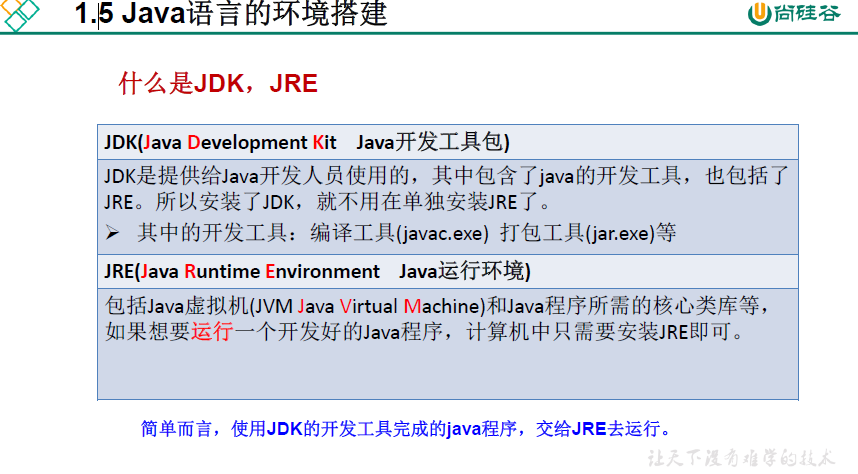 1.5 Java语言的环境搭建
尚硅谷
什么是JDK，JRE
JDK(Java Development Kit Java开发工具包)
JDK是提供给Java开发人员使用的，其中包含了java的开发工具，也包括了
JRE。所以安装了JDK，就不用在单独安装JRE了。
➢ 其中的开发工具：编译工具(javac.exe) 打包工具(jar.exe)等
JRE(Java Runtime Environment Java运行环境)
包括Java虚拟机(JVM Java Virtual Machine)和Java程序所需的核心类库等，
如果想要运行一个开发好的Java程序，计算机中只需要安装JRE即可。
简单而言，使用JDK的开发工具完成的java程序，交给JRE去运行。
让天下没有难学的技术